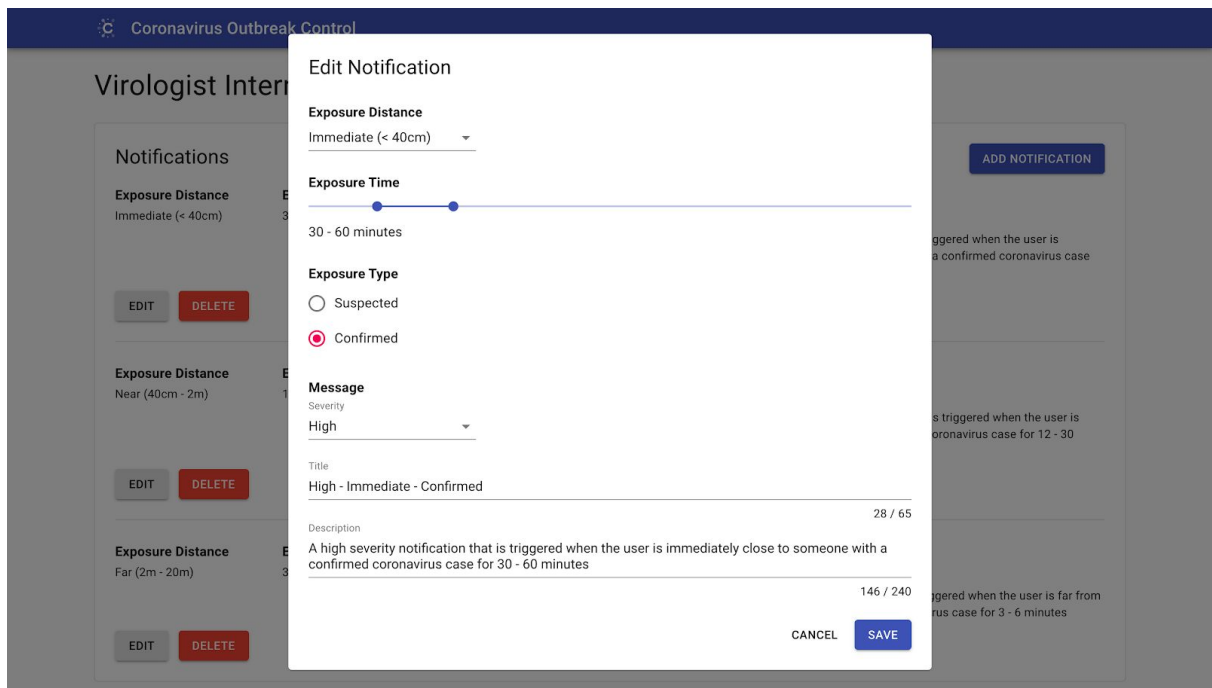 Coronavirus Outbreak Control
Virologist
Notifications
ADD NOTIFICATION
Exposure Distance
Immediate (< 40cm)
ggered when the user is
a confirmed coronavirus case
EDIT
DELETE
Exposure Distance
Near (40cm - 2m)
s triggered when the user is
oronavirus case for 12 - 30
EDIT
DELETE
Exposure Distance
Far (2m - 20m)
ggered when the user is far from
rus case for 3 - 6 minutes
EDIT
DELETE
Edit Notification
Exposure Distance
Immediate (< 40cm)
Exposure Time
30 - 60 minutes
Exposure Type
Suspected
Confirmed
Message
Severity
High
Title
High - Immediate - Confirmed
28 / 65
Description
A high severity notification that is triggered when the user is immediately close to someone with a
confirmed coronavirus case for 30 - 60 minutes
146 / 240
CANCEL
SAVE